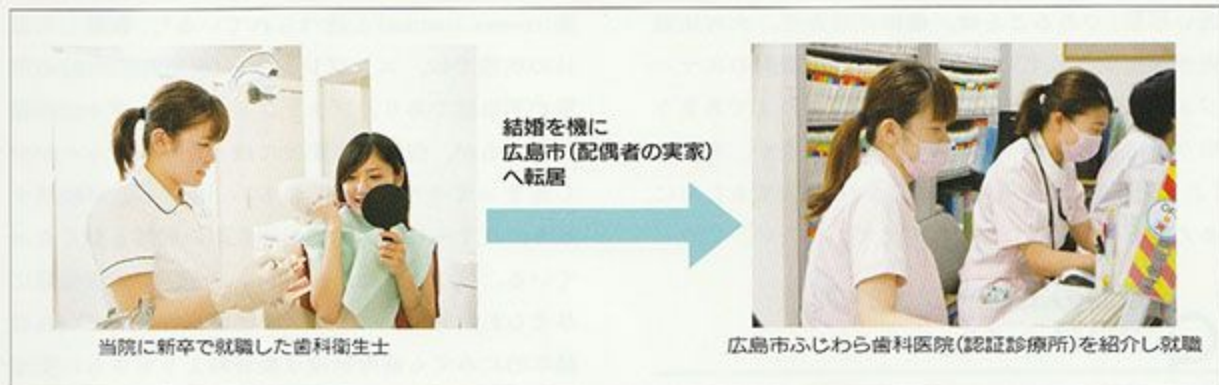 結婚を機に
広島市(配偶者の実家)
へ転居
当院に新卒で就職した歯科衛生士
広島市ふじわら歯科医院(認証診療所)を紹介し就職